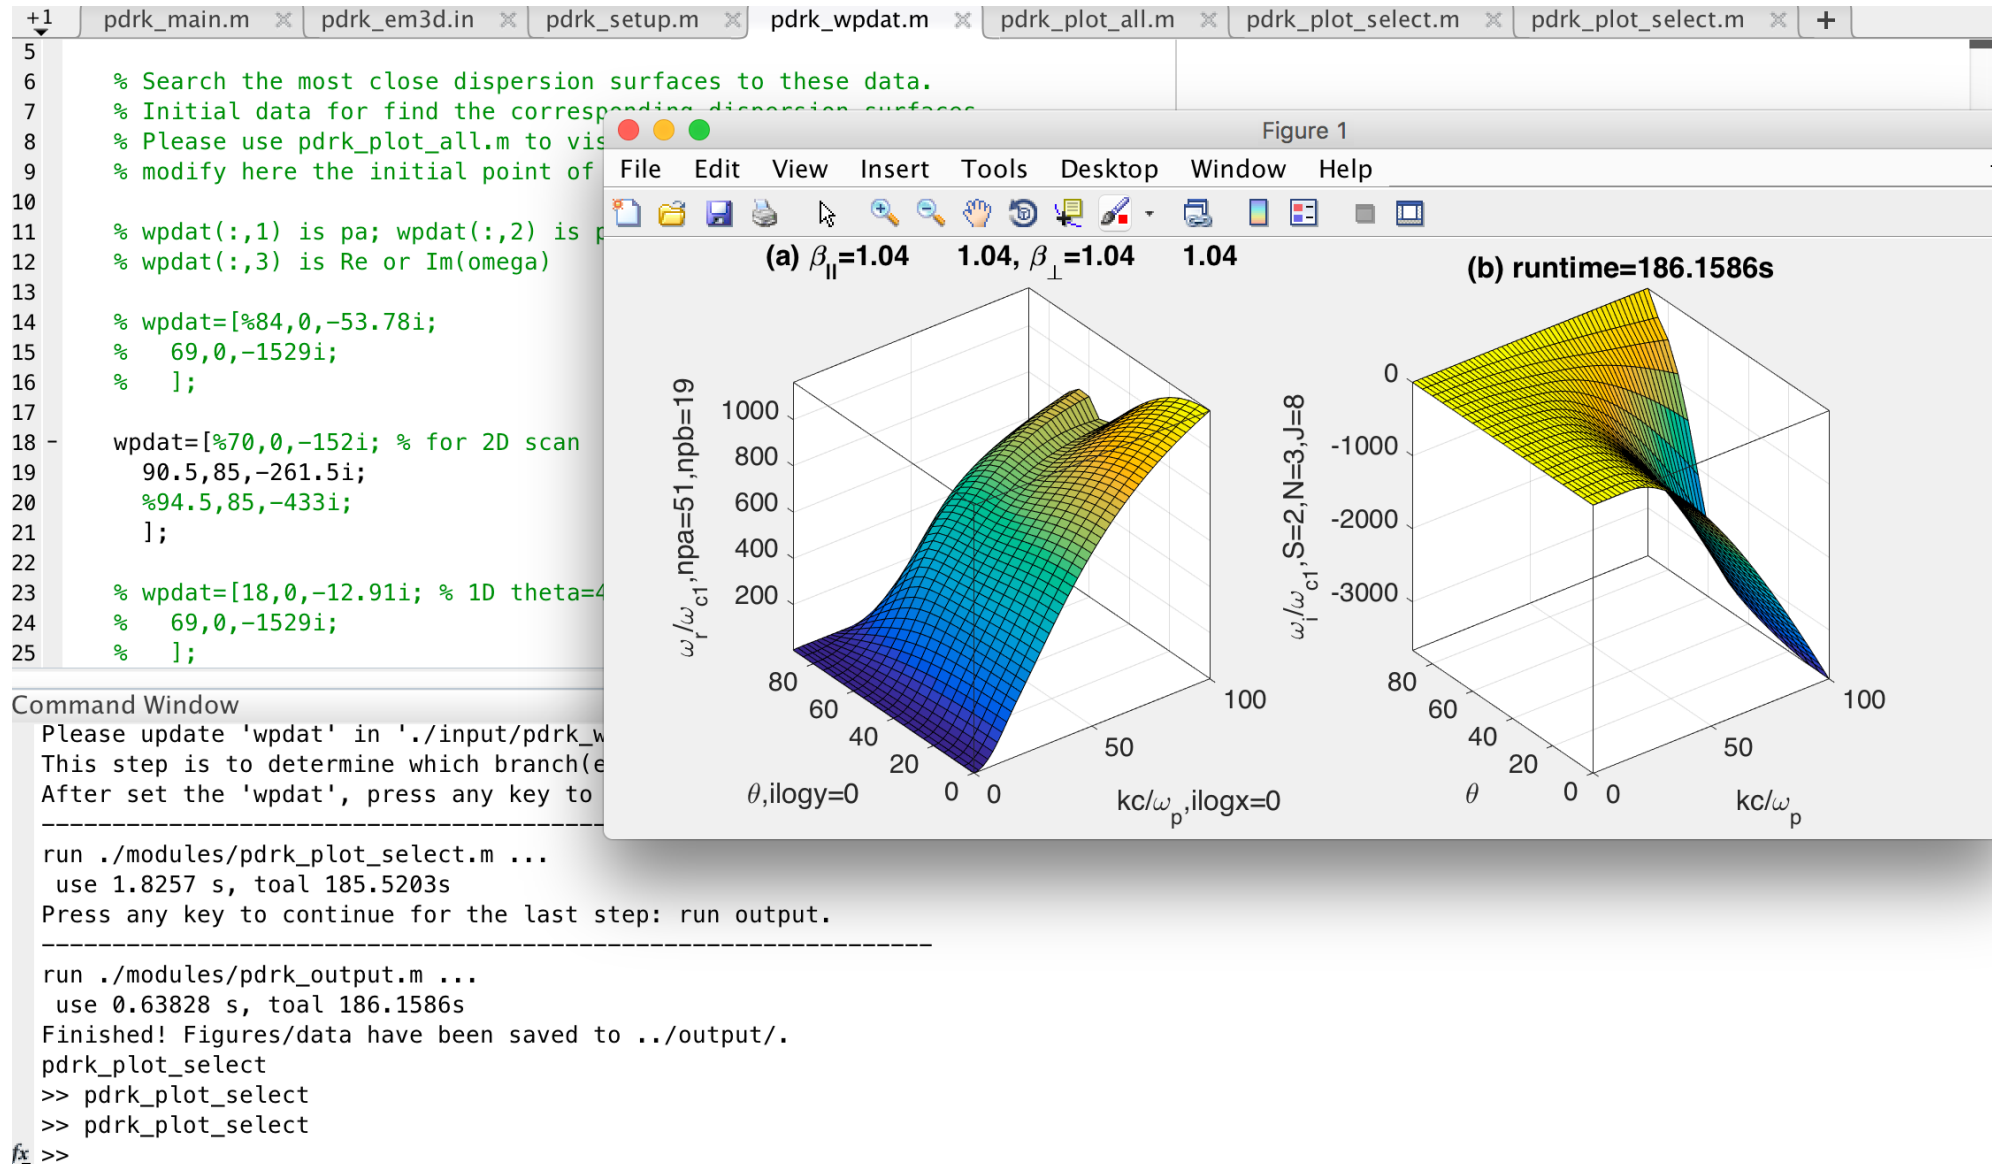 +1 pdrk_main.m pdrk_em3d.in pdrk_setup.m pdrk_wpdat.m pdrk_plot_all.m pdrk_plot_select.m pdrk_plot_select.m +
5
6 % Search the most close dispersion surfaces to these data.
7 % Initial data for find the corresponding dispersion surfaces
8 % Please use pdrk_plot_all.m to vis
9 % modify here the initial point of
10
11 % wpdat(:,1) is pa; wpdat(:,2) is p
12 % wpdat(:,3) is Re or Im(omega)
13
14 % wpdat=[%84,0,-53.78i;
15 % 69,0,-1529i;
16 % ];
17
18 - wpdat=[%70,0,-152i; % for 2D scan
19 90.5,85,-261.5i;
20 %94.5,85,-433i;
21 ];
22
23 % wpdat=[18,0,-12.91i; % 1D theta=4
24 % 69,0,-1529i;
25 % ];
Command Window
Please update 'wpdat' in './input/pdrk_w
This step is to determine which branch(e
After set the 'wpdat', press any key to
---------------------------------------------------------------
run ./modules/pdrk_plot_select.m ...
use 1.8257 s, toal 185.5203s
Press any key to continue for the last step: run output.
---------------------------------------------------------------
run ./modules/pdrk_output.m ...
use 0.63828 s, toal 186.1586s
Finished! Figures/data have been saved to ../output/.
pdrk_plot_select
>> pdrk_plot_select
>> pdrk_plot_select
fx >>
Figure 1
File Edit View Insert Tools Desktop Window Help
(a) β||=1.04 1.04, β⊥=1.04 1.04
ωr/ωc1,npa=51,npb=19
1000
800
600
400
200
80
60
40
20
0
0
50
100
θ,ilogy=0
kc/ωp,ilogx=0
(b) runtime=186.1586s
ωi/ωc1,S=2,N=3,J=8
0
-1000
-2000
-3000
80
60
40
20
0
0
50
100
θ
kc/ωp